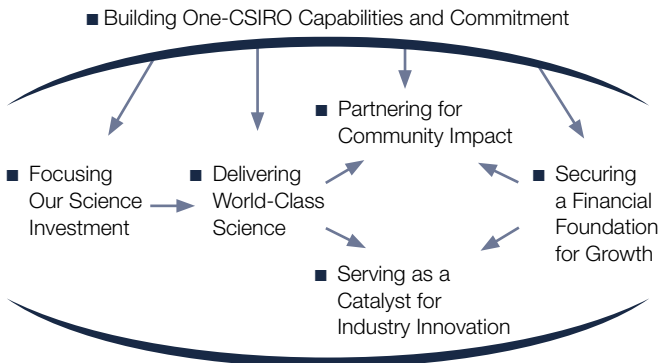 ■ Building One-CSIRO Capabilities and Commitment
■ Partnering for
Community Impact
■ Focusing
Our Science
Investment
■ Delivering
World-Class
Science
■ Securing
a Financial
Foundation
for Growth
■ Serving as a
Catalyst for
Industry Innovation